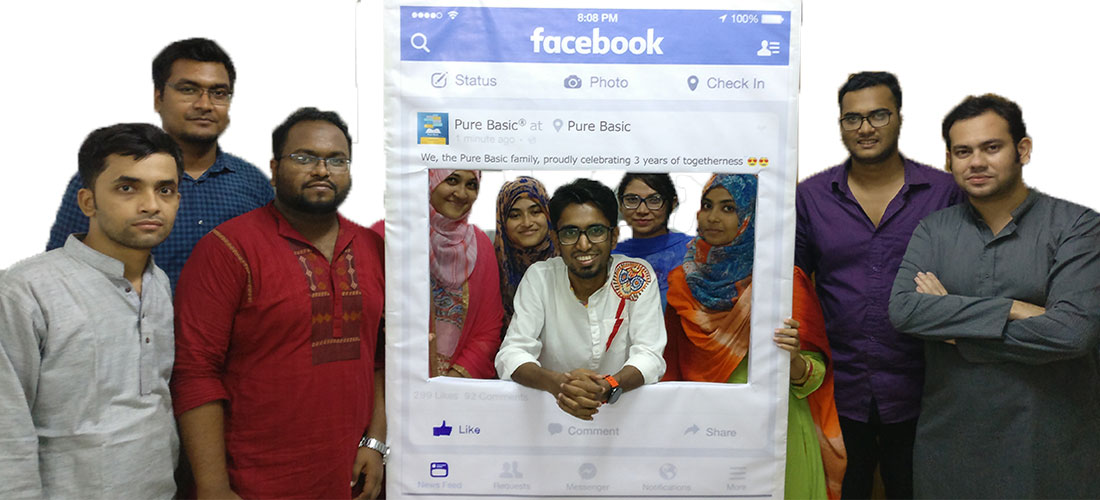 8:08 PM
100%
facebook
Status
Photo
Check In
Pure Basic® at Pure Basic
1 minute ago
We, the Pure Basic family, proudly celebrating 3 years of togetherness 😍😍
299 Likes 92 Comments
Like
Comment
Share
News Feed
Requests
Messenger
Notifications
More